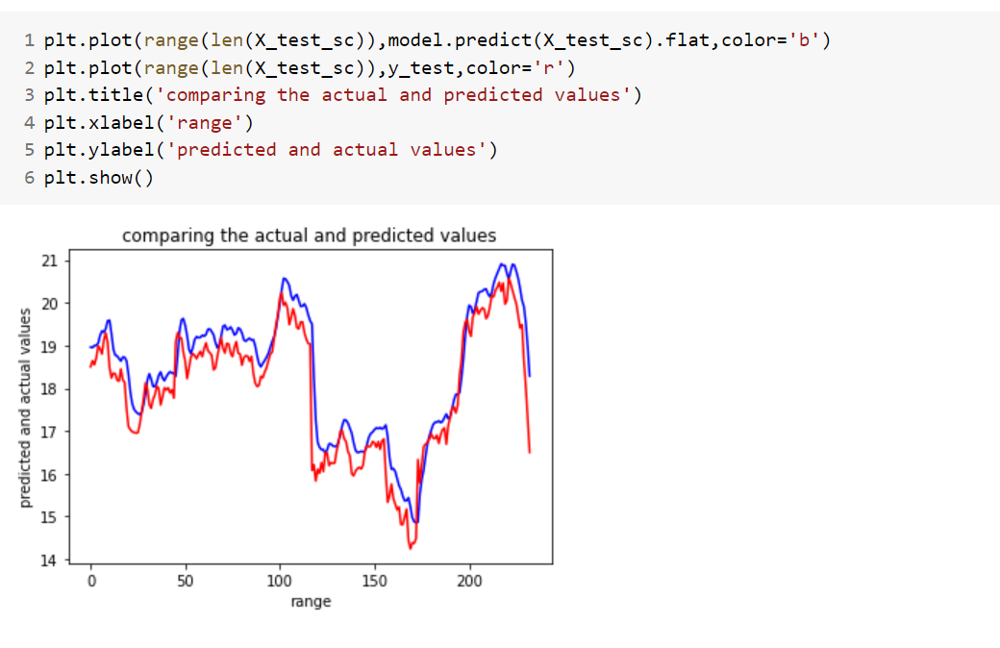 1 plt.plot(range(len(X_test_sc)),model.predict(X_test_sc).flat,color='b')
2 plt.plot(range(len(X_test_sc)),y_test,color='r')
3 plt.title('comparing the actual and predicted values')
4 plt.xlabel('range')
5 plt.ylabel('predicted and actual values')
6 plt.show()
comparing the actual and predicted values
predicted and actual values
21
20
19
18
17
16
15
14
0 50 100 150 200
range